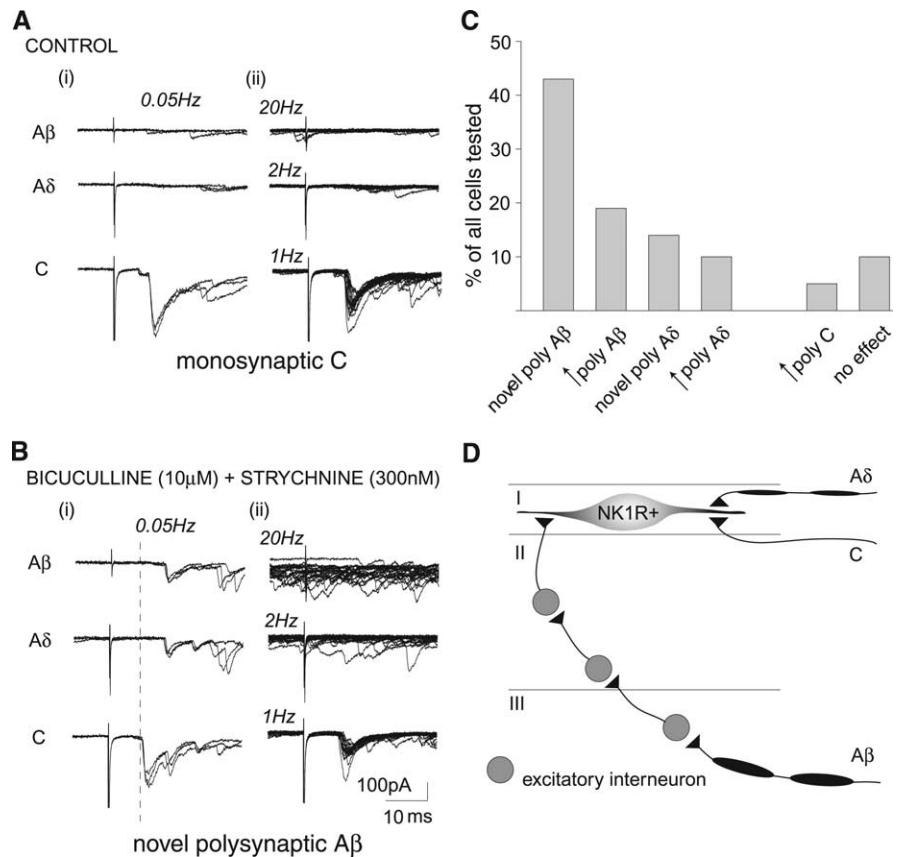 A
CONTROL
(i)
(ii)
0.05Hz
20Hz
Aβ
2Hz
Aδ
1Hz
C
monosynaptic C
B
BICUCULLINE (10μM) + STRYCHNINE (300nM)
(i)
0.05Hz
(ii)
20Hz
Aβ
2Hz
Aδ
1Hz
C
100pA
10 ms
novel polysynaptic Aβ
C
% of all cells tested
50
40
30
20
10
novel poly Aβ
↑poly Aβ
novel poly Aδ
↑poly Aδ
↑poly C
no effect
D
Aδ
I
NK1R+
II
C
III
Aβ
excitatory interneuron